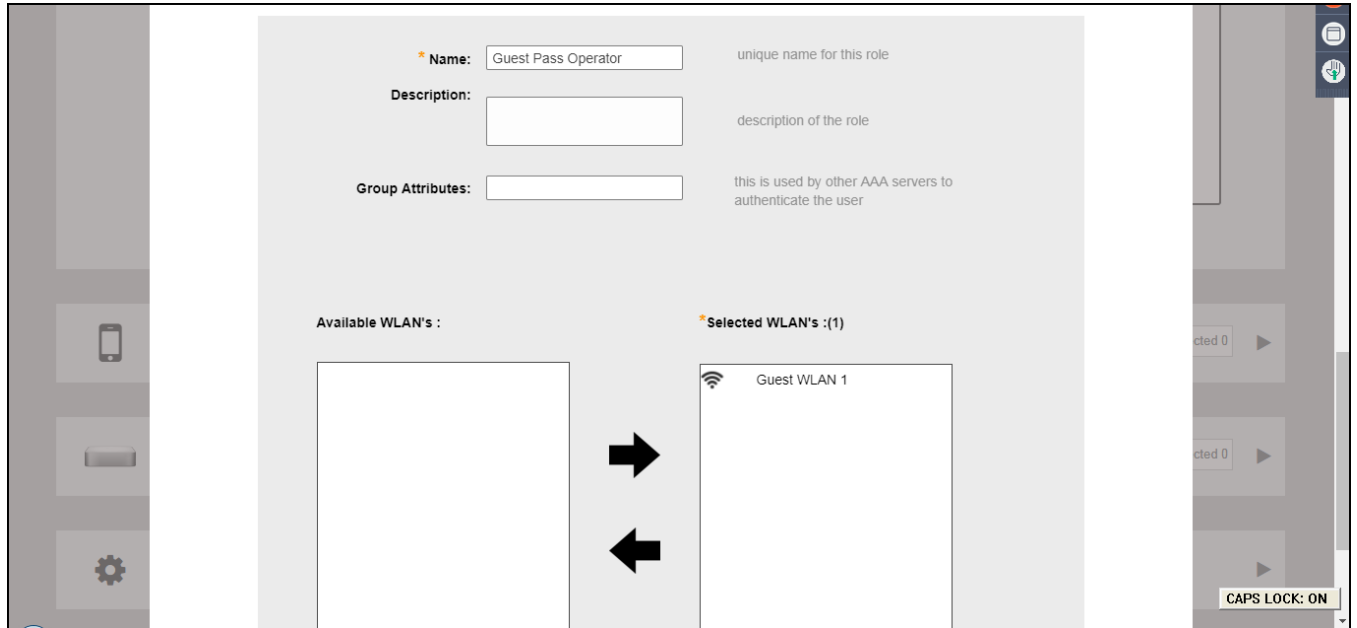 * Name:
Guest Pass Operator
unique name for this role
Description:
description of the role
Group Attributes:
this is used by other AAA servers to
authenticate the user
Available WLAN's :
*Selected WLAN's :(1)
Guest WLAN 1
cted 0
cted 0
CAPS LOCK: ON